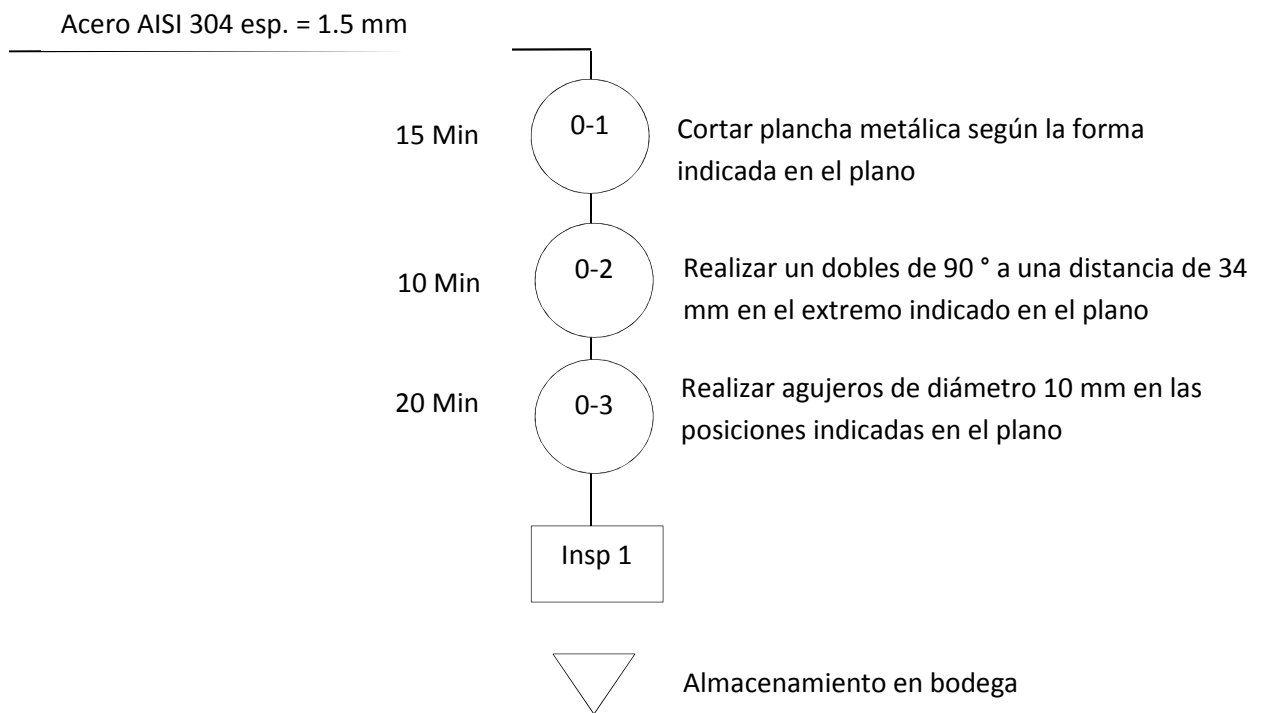 Acero AISI 304 esp. = 1.5 mm
15 Min
0-1
Cortar plancha metálica según la forma
indicada en el plano
10 Min
0-2
Realizar un dobles de 90 ° a una distancia de 34
mm en el extremo indicado en el plano
20 Min
0-3
Realizar agujeros de diámetro 10 mm en las
posiciones indicadas en el plano
Insp 1
Almacenamiento en bodega